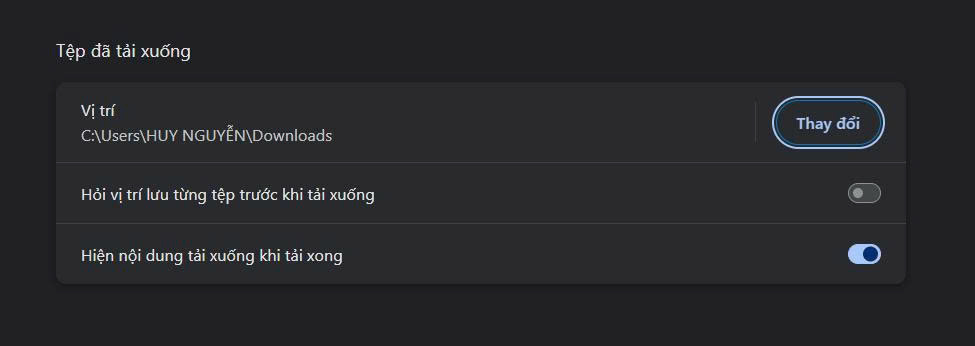 Tệp đã tải xuống
Vị trí
C:\Users\HUY NGUYỄN\Downloads
Thay đổi
Hỏi vị trí lưu từng tệp trước khi tải xuống
Hiện nội dung tải xuống khi tải xong